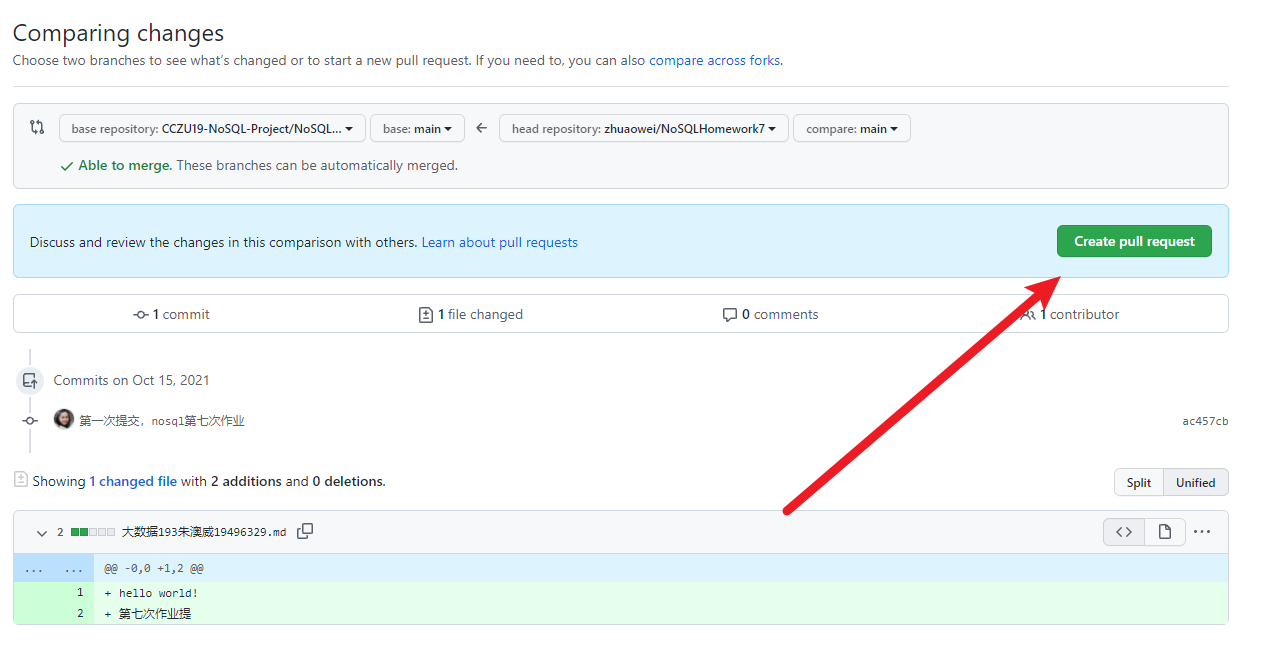 Comparing changes
Choose two branches to see what's changed or to start a new pull request. If you need to, you can also compare across forks.
base repository: CCZU19-NoSQL-Project/NoSQL... base: main head repository: zhuaowei/NoSQLHomework7 compare: main
Able to merge. These branches can be automatically merged.
Discuss and review the changes in this comparison with others. Learn about pull requests Create pull request
1 commit 1 file changed 0 comments 1 contributor
Commits on Oct 15, 2021
第一次提交，nosql第七次作业 ac457cb
Showing 1 changed file with 2 additions and 0 deletions. Split Unified
2 大数据193朱澳威19496329.md
... ... @@ -0,0 +1,2 @@
1 + hello world!
2 + 第七次作业提